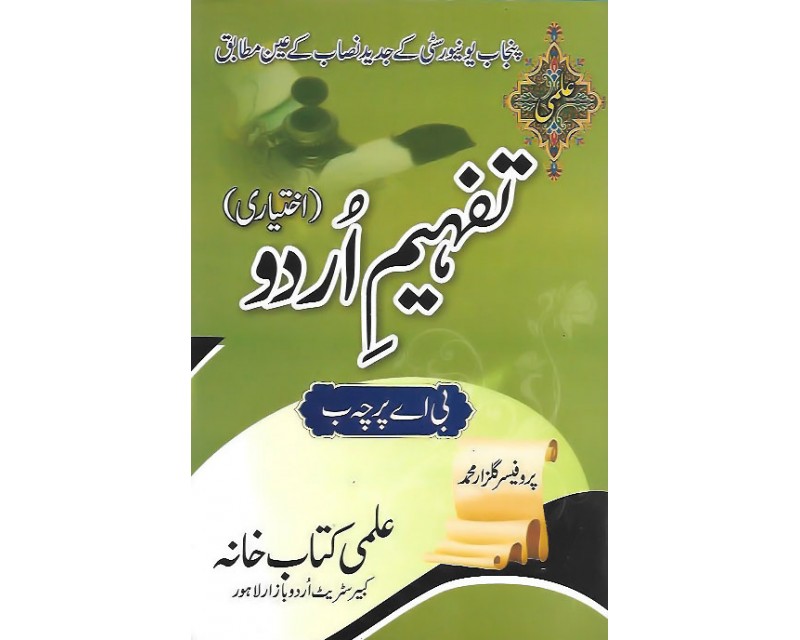 پنجاب یونیورسٹی کے جدید نصاب کے عین مطابق
علمی
تفہیمِ اُردو
(اختیاری)
بی اے پرچہ ب
پروفیسر گلزار محمد
علمی کتاب خانہ
کبیر سٹریٹ اُردو بازار لاہور